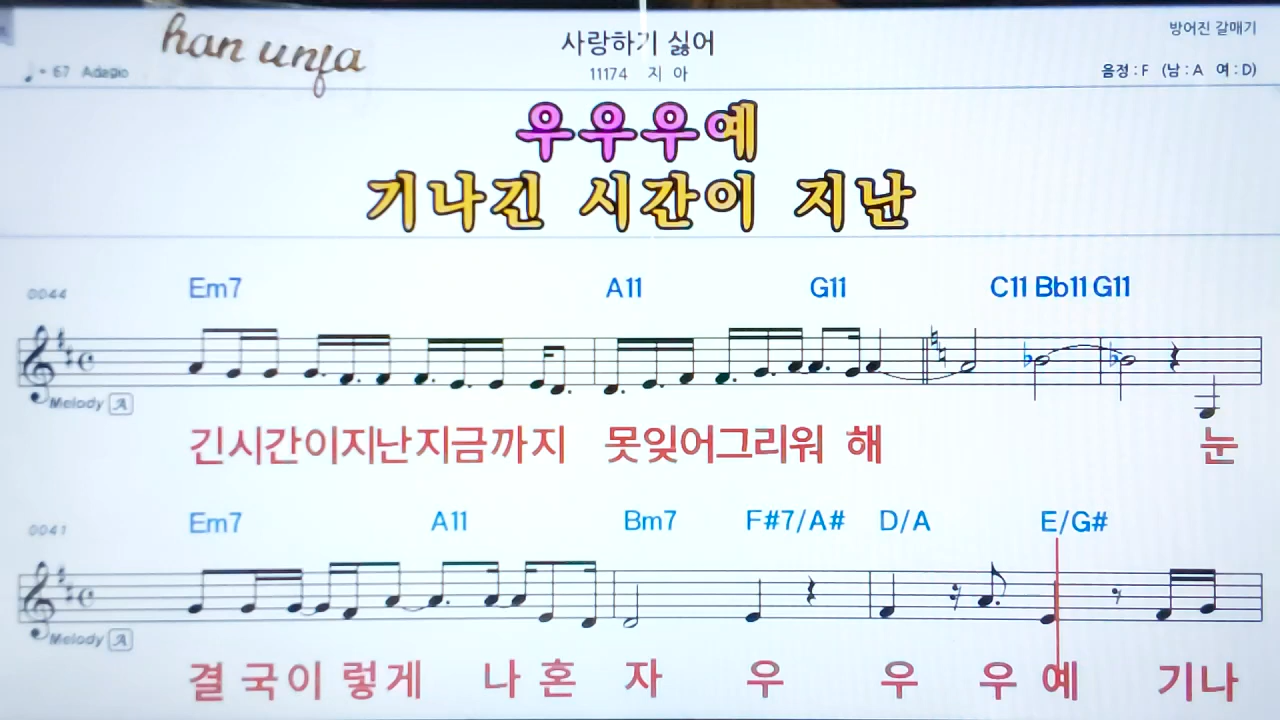 han unja
사랑하기 싫어
방어진 갈매기
♩= 67 Adagio
11174 지 아
음정 : F (남 : A 여 : D)
우우우예
기나긴 시간이 지난
0044
Em7 A11 G11 C11 Bb11 G11
Melody A
긴시간이지난지금까지 못잊어그리워 해 눈
0041
Em7 A11 Bm7 F#7/A# D/A E/G#
Melody A
결 국 이 렇게 나 혼 자 우 우 우 예 기나